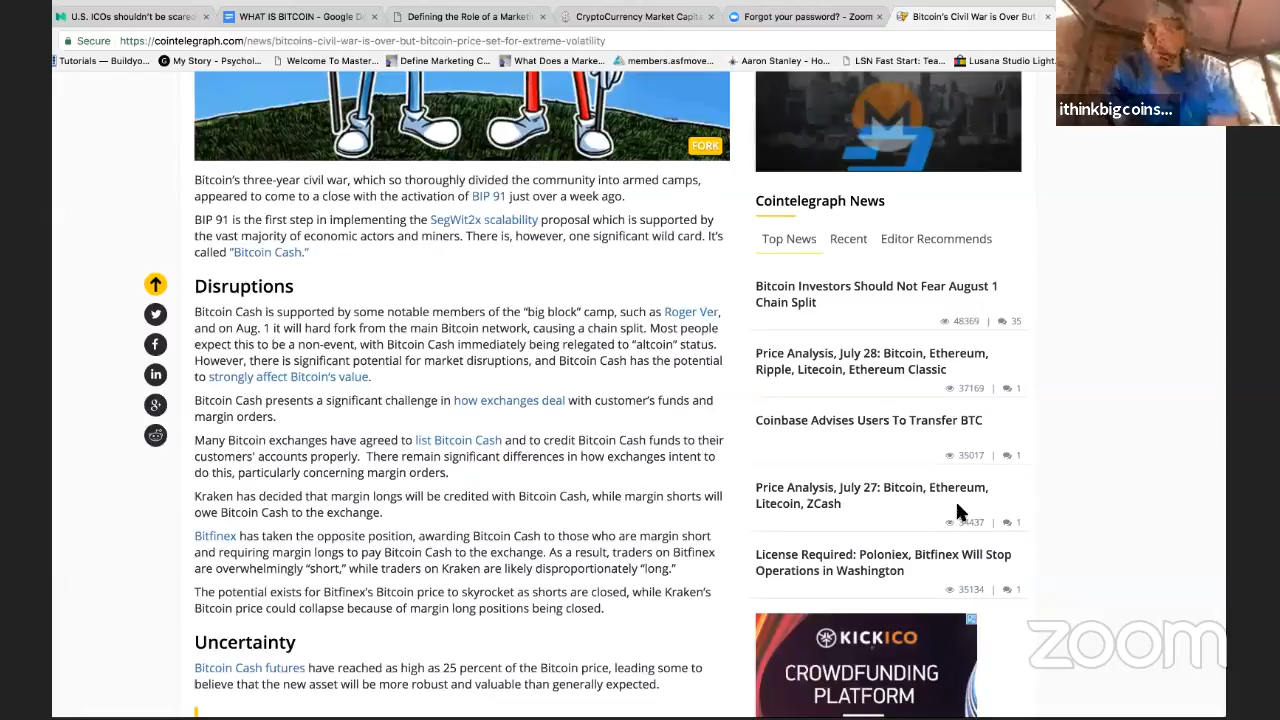 U.S. ICOs shouldn't be scared
WHAT IS BITCOIN - Google D
Defining the Role of a Marketi
CryptoCurrency Market Capit
Forgot your password? - Zoom
Bitcoin's Civil War is Over But
Secure
https://cointelegraph.com/news/bitcoins-civil-war-is-over-but-bitcoin-price-set-for-extreme-volatility
Tutorials — Buildyo...
My Story - Psychol...
Welcome To Master...
Define Marketing C...
What Does a Marke...
members.asfmove...
Aaron Stanley - Ho...
LSN Fast Start: Tea...
Lusana Studio Light
ithinkbigcoins...
FORK
Bitcoin's three-year civil war, which so thoroughly divided the community into armed camps,
appeared to come to a close with the activation of BIP 91 just over a week ago.
BIP 91 is the first step in implementing the SegWit2x scalability proposal which is supported by
the vast majority of economic actors and miners. There is, however, one significant wild card. It's
called "Bitcoin Cash."
Disruptions
Bitcoin Cash is supported by some notable members of the "big block" camp, such as Roger Ver,
and on Aug. 1 it will hard fork from the main Bitcoin network, causing a chain split. Most people
expect this to be a non-event, with Bitcoin Cash immediately being relegated to "altcoin" status.
However, there is significant potential for market disruptions, and Bitcoin Cash has the potential
to strongly affect Bitcoin's value.
Bitcoin Cash presents a significant challenge in how exchanges deal with customer's funds and
margin orders.
Many Bitcoin exchanges have agreed to list Bitcoin Cash and to credit Bitcoin Cash funds to their
customers' accounts properly. There remain significant differences in how exchanges intent to
do this, particularly concerning margin orders.
Kraken has decided that margin longs will be credited with Bitcoin Cash, while margin shorts will
owe Bitcoin Cash to the exchange.
Bitfinex has taken the opposite position, awarding Bitcoin Cash to those who are margin short
and requiring margin longs to pay Bitcoin Cash to the exchange. As a result, traders on Bitfinex
are overwhelmingly "short," while traders on Kraken are likely disproportionately "long."
The potential exists for Bitfinex's Bitcoin price to skyrocket as shorts are closed, while Kraken's
Bitcoin price could collapse because of margin long positions being closed.
Uncertainty
Bitcoin Cash futures have reached as high as 25 percent of the Bitcoin price, leading some to
believe that the new asset will be more robust and valuable than generally expected.
Cointelegraph News
Top News
Recent
Editor Recommends
Bitcoin Investors Should Not Fear August 1
Chain Split
48369 | 35
Price Analysis, July 28: Bitcoin, Ethereum,
Ripple, Litecoin, Ethereum Classic
37169 | 1
Coinbase Advises Users To Transfer BTC
35017 | 1
Price Analysis, July 27: Bitcoin, Ethereum,
Litecoin, ZCash
| 1
License Required: Poloniex, Bitfinex Will Stop
Operations in Washington
35134 | 1
KICKICO
CROWDFUNDING
PLATFORM
zoom